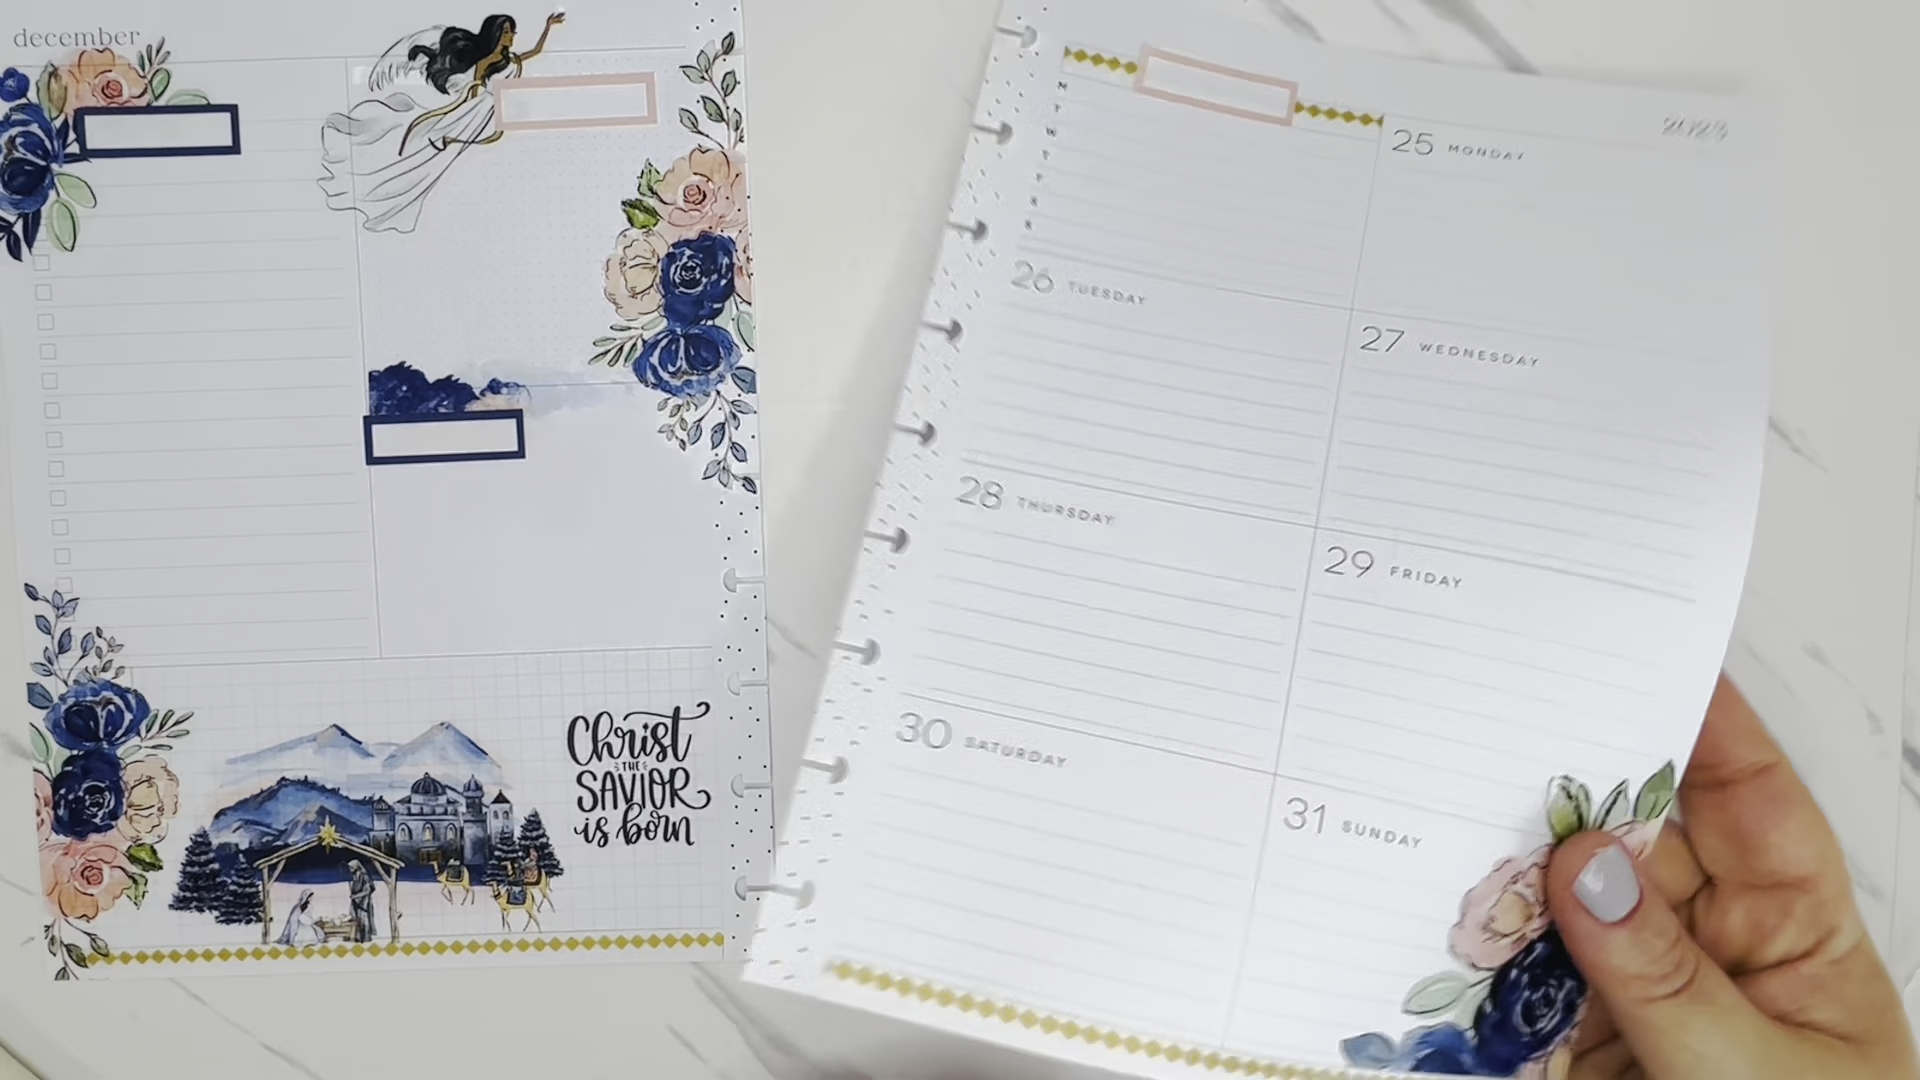 december
Christ
THE
SAVIOR
is born
2023
M
T
W
T
F
S
S
25 MONDAY
26 TUESDAY
27 WEDNESDAY
28 THURSDAY
29 FRIDAY
30 SATURDAY
31 SUNDAY